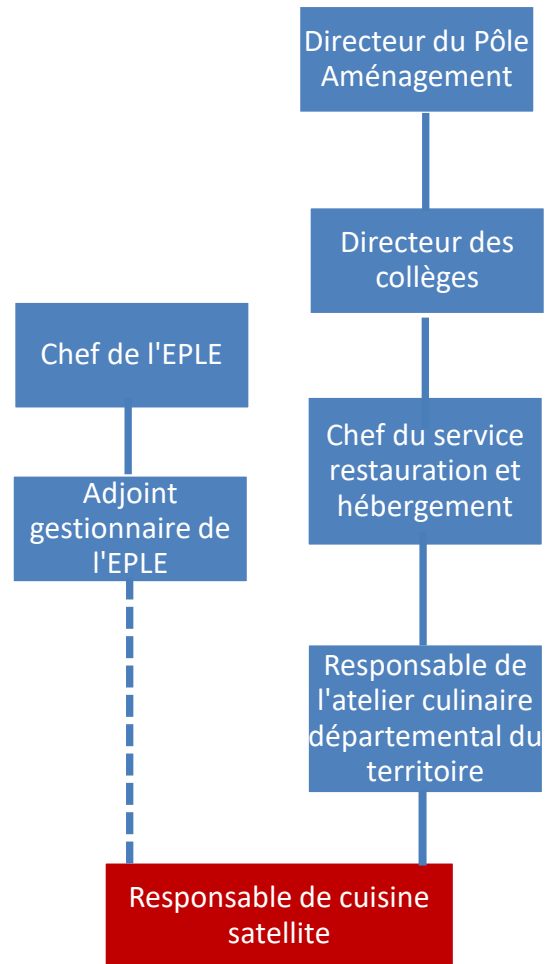 Directeur du Pôle
Aménagement
Directeur des
collèges
Chef de l'EPLE
Chef du service
restauration et
hébergement
Adjoint
gestionnaire de
l'EPLE
Responsable de
l'atelier culinaire
départemental du
territoire
Responsable de cuisine
satellite